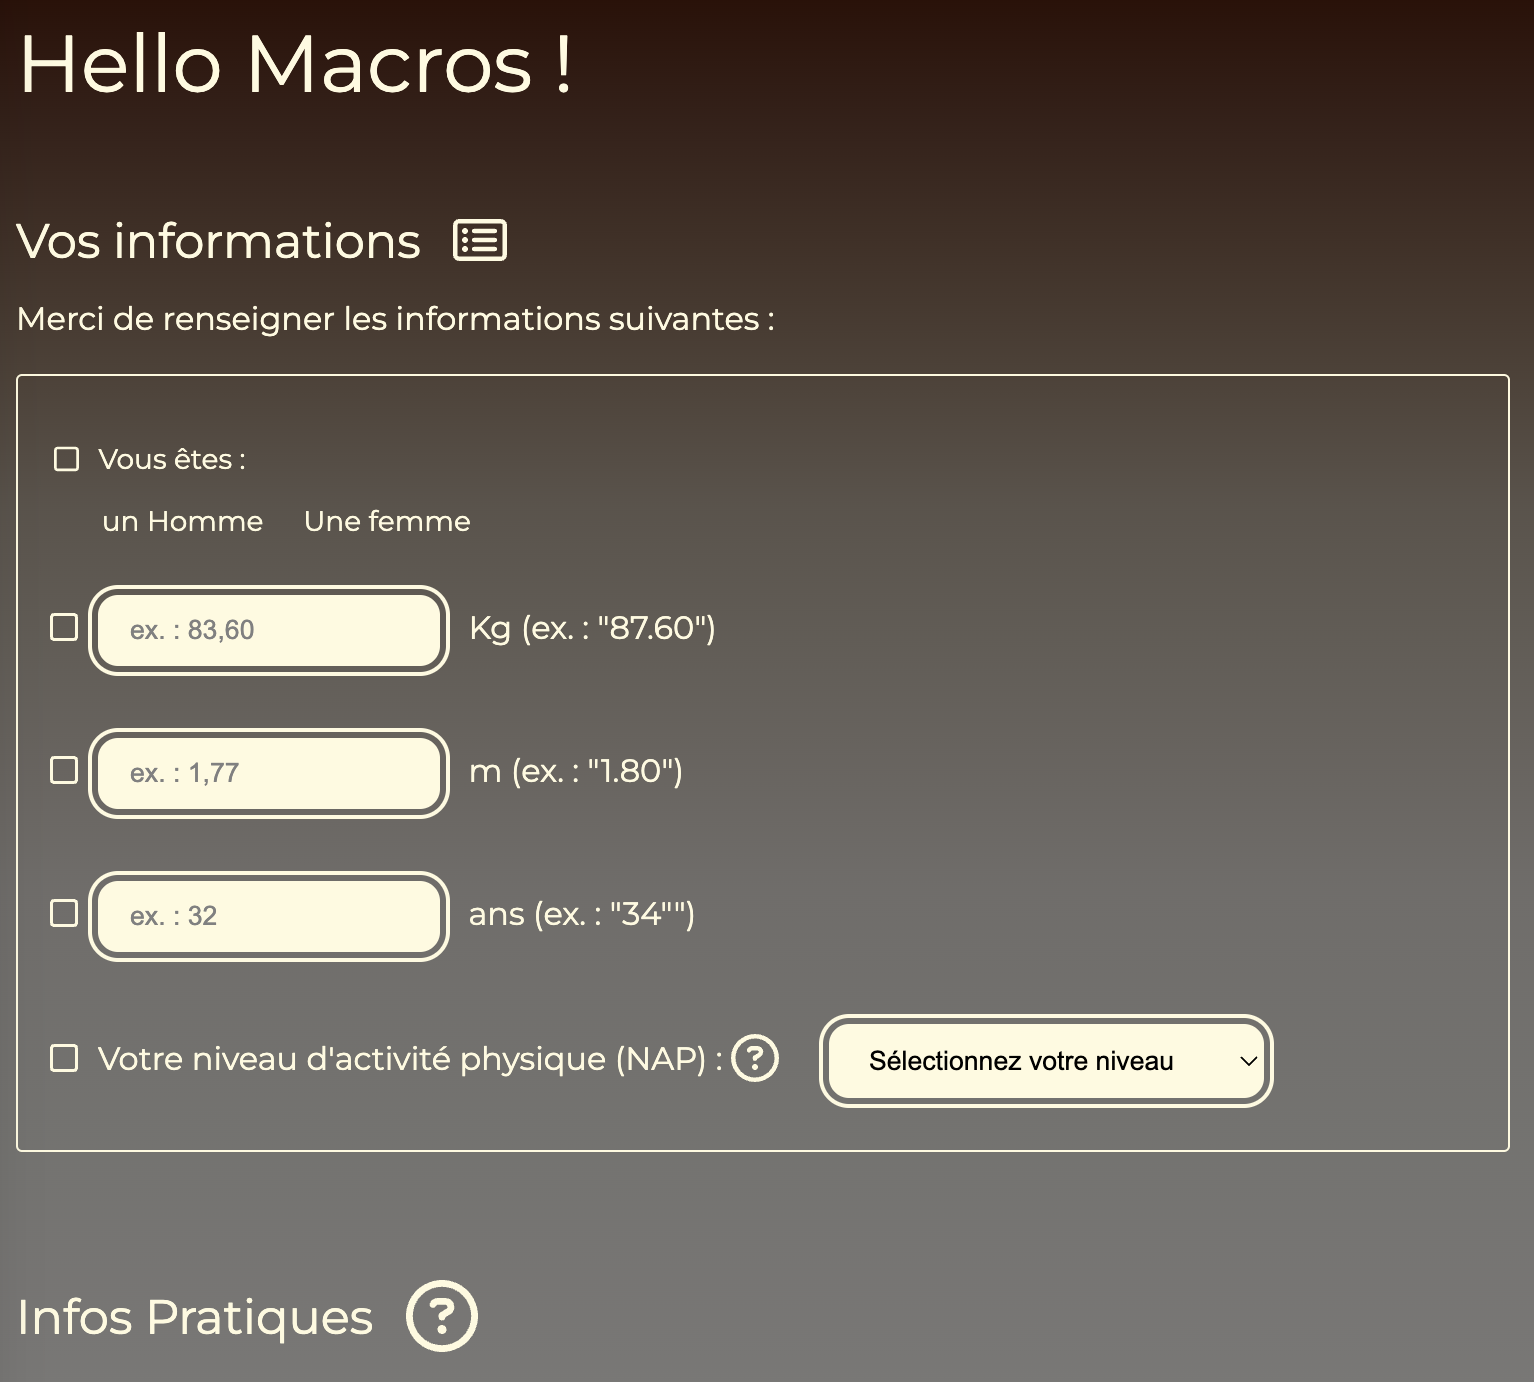 Hello Macros !
Vos informations
Merci de renseigner les informations suivantes :
Vous êtes :
un Homme Une femme
ex. : 83,60 Kg (ex. : "87.60")
ex. : 1,77 m (ex. : "1.80")
ex. : 32 ans (ex. : "34"")
Votre niveau d'activité physique (NAP) : ? Sélectionnez votre niveau
Infos Pratiques ?